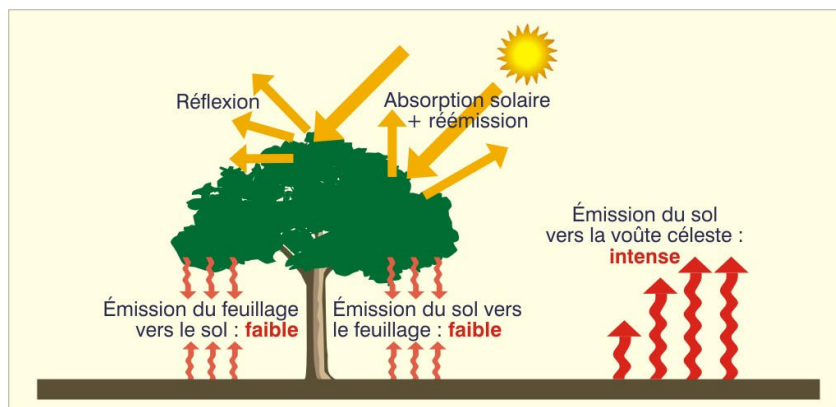 Réflexion
Absorption solaire
+ réémission
Émission du sol
vers la voûte céleste :
intense
Émission du feuillage
vers le sol : faible
Émission du sol vers
le feuillage : faible